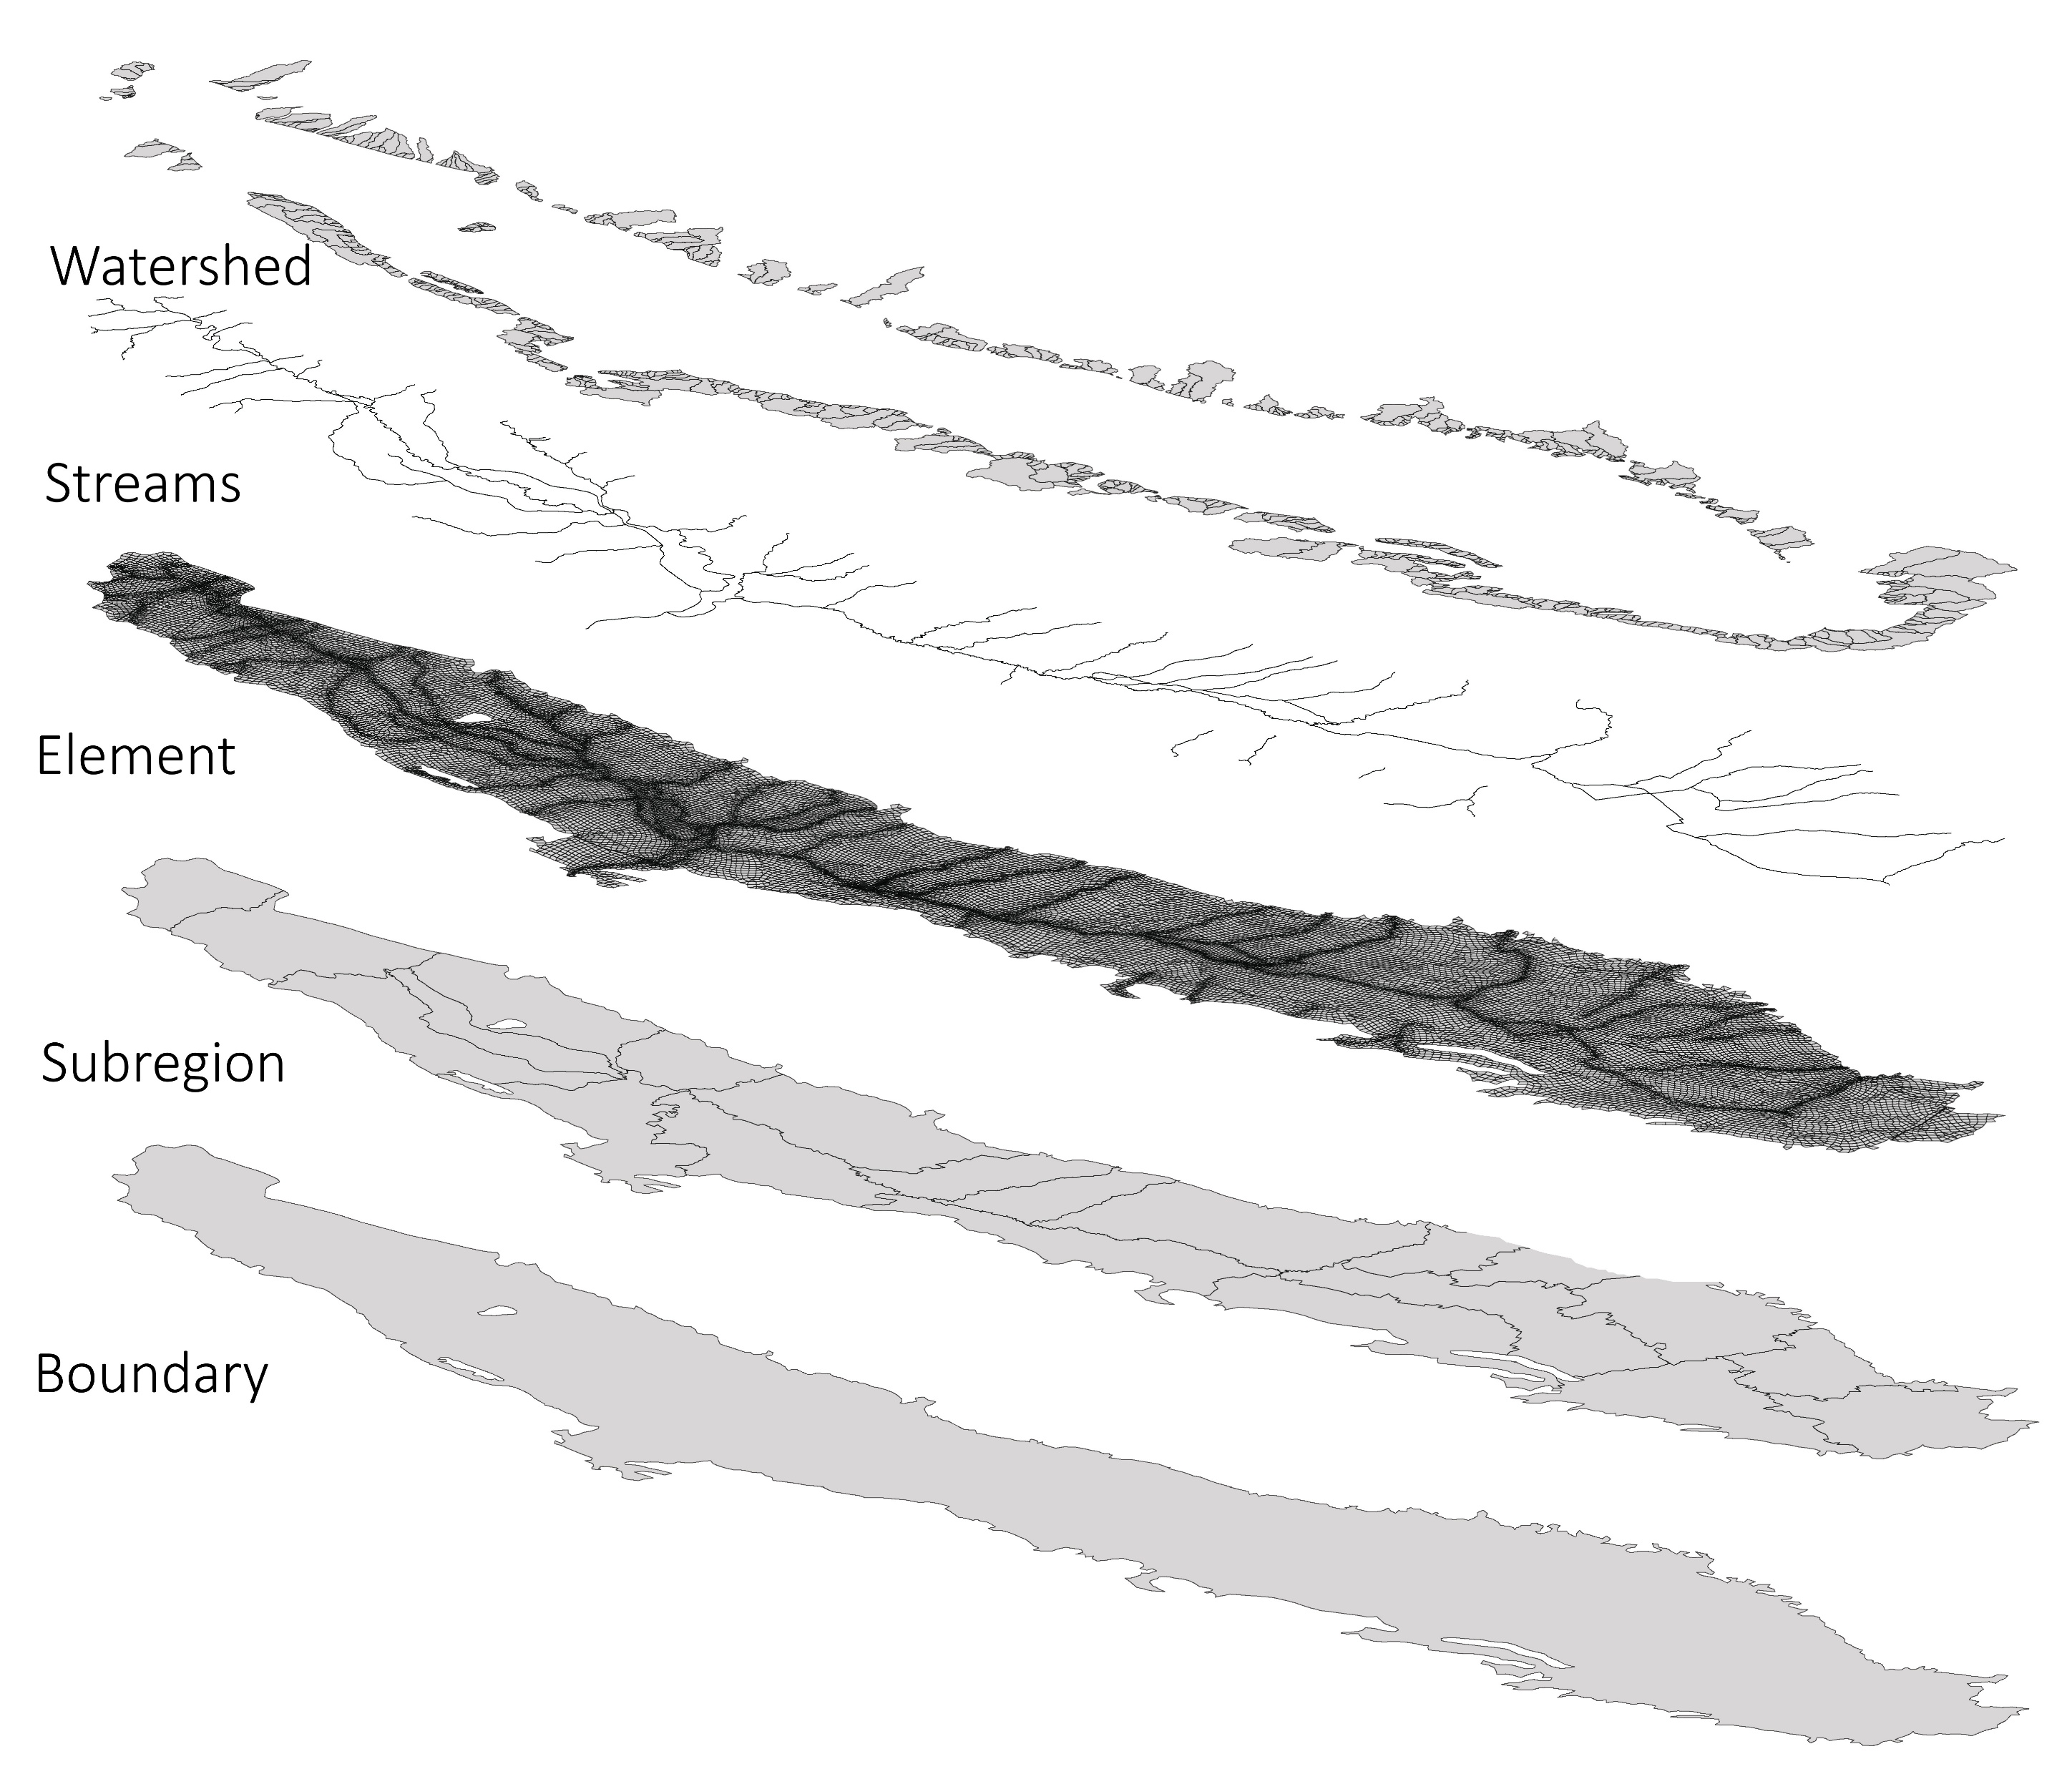 Watershed
Streams
Element
Subregion
Boundary